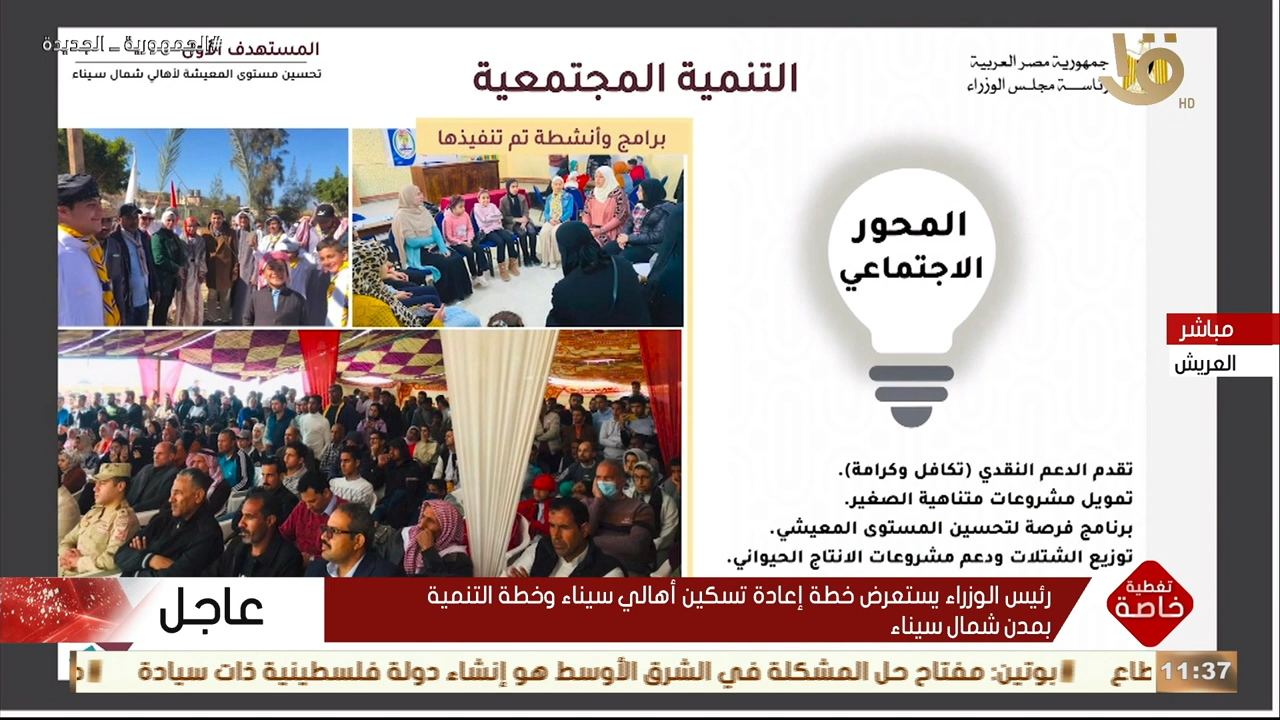 #الجمهورية_الجديدة
جمهورية مصر العربية
رئاسة مجلس الوزراء
HD
التنمية المجتمعية
المستهدف الأول
تحسين مستوى المعيشة لأهالي شمال سيناء
برامج وأنشطة تم تنفيذها
المحور
الاجتماعي
مباشر
العريش
تقدم الدعم النقدي (تكافل وكرامة).
تمويل مشروعات متناهية الصغير.
برنامج فرصة لتحسين المستوى المعيشي.
توزيع الشتلات ودعم مشروعات الانتاج الحيواني.
تغطية
خاصة
رئيس الوزراء يستعرض خطة إعادة تسكين أهالي سيناء وخطة التنمية
بمدن شمال سيناء
عاجل
11:37
بوتين: مفتاح حل المشكلة في الشرق الأوسط هو إنشاء دولة فلسطينية ذات سيادة